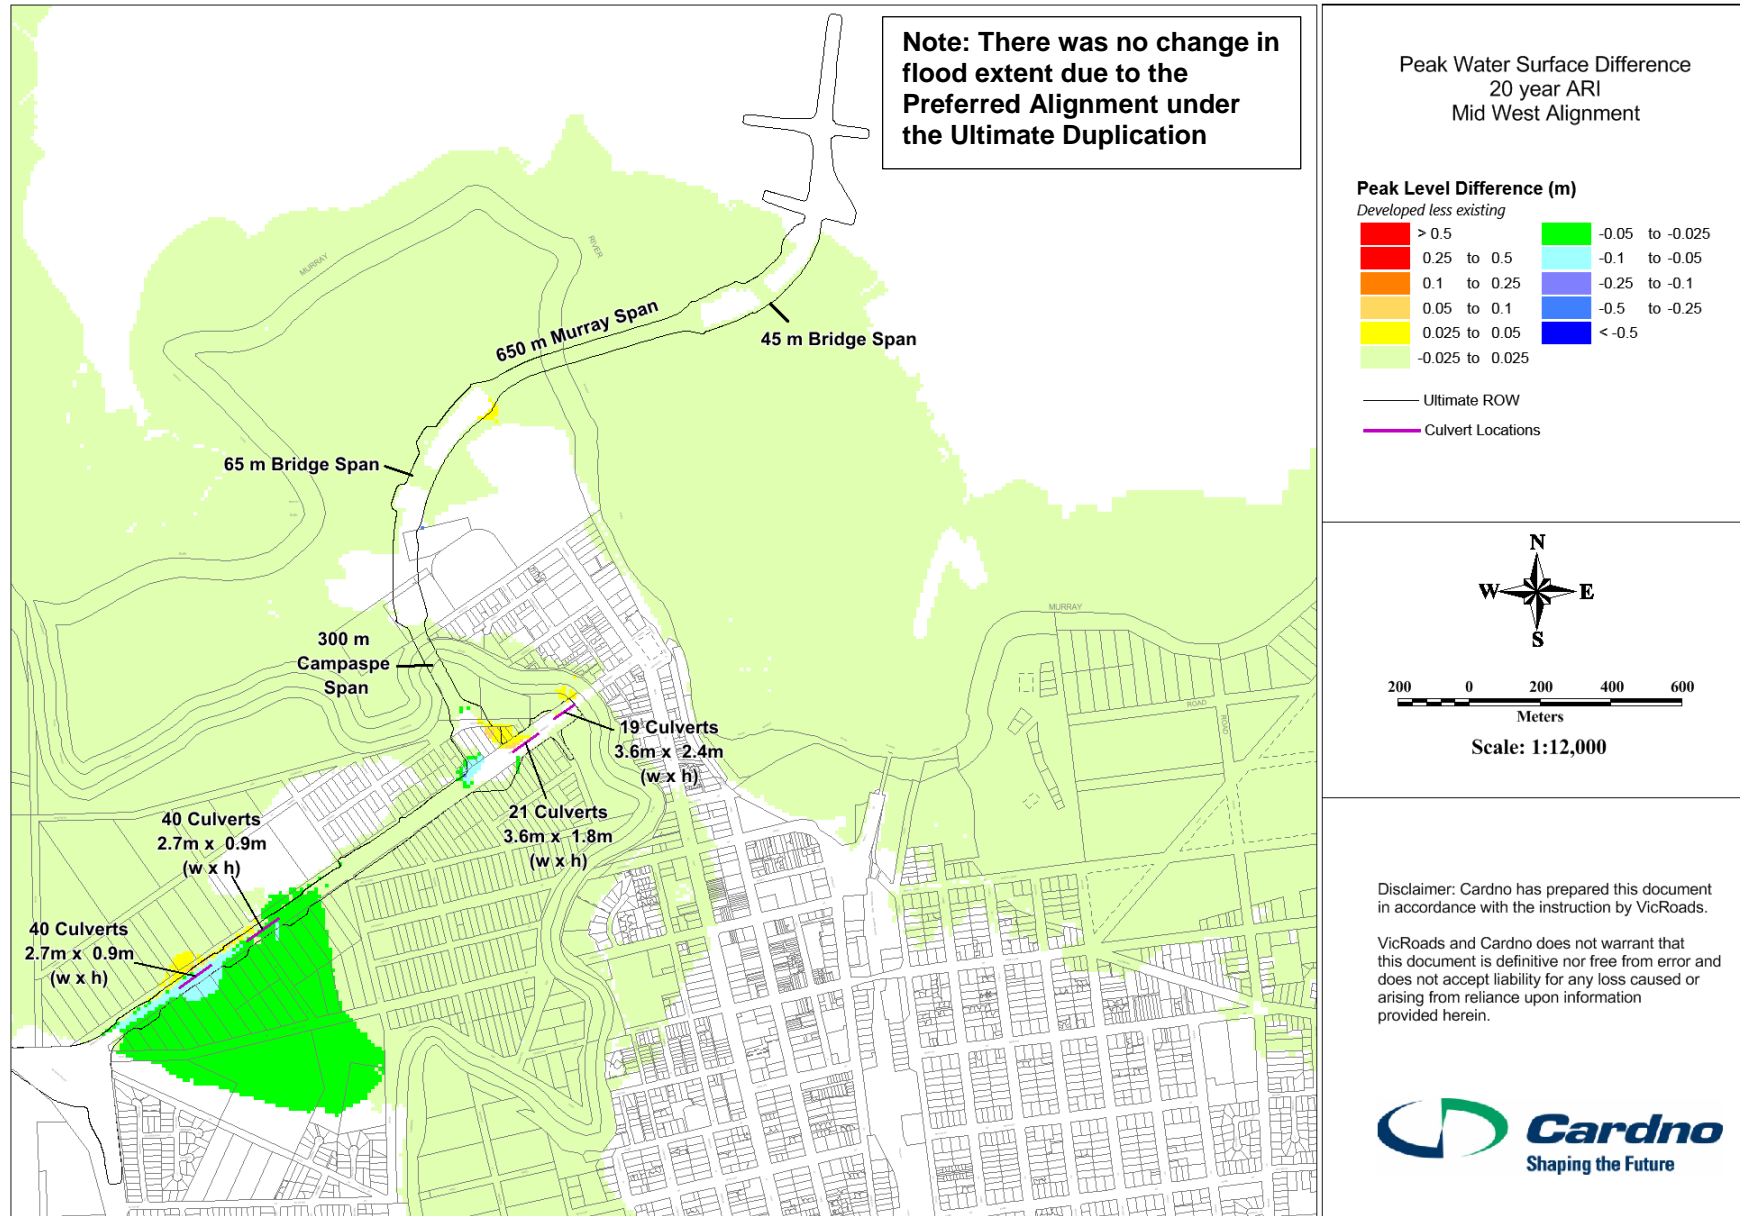 Note: There was no change in
flood extent due to the
Preferred Alignment under
the Ultimate Duplication
MURRAY
RIVER
650 m Murray Span
45 m Bridge Span
65 m Bridge Span
300 m
Campaspe
Span
MURRAY
ROAD
ROAD
19 Culverts
3.6m x 2.4m
(w x h)
21 Culverts
3.6m x 1.8m
(w x h)
40 Culverts
2.7m x 0.9m
(w x h)
40 Culverts
2.7m x 0.9m
(w x h)
Peak Water Surface Difference
20 year ARI
Mid West Alignment
Peak Level Difference (m)
Developed less existing
> 0.5
0.25 to 0.5
0.1 to 0.25
0.05 to 0.1
0.025 to 0.05
-0.025 to 0.025
-0.05 to -0.025
-0.1 to -0.05
-0.25 to -0.1
-0.5 to -0.25
< -0.5
Ultimate ROW
Culvert Locations
N
W E
S
200 0 200 400 600
Meters
Scale: 1:12,000
Disclaimer: Cardno has prepared this document
in accordance with the instruction by VicRoads.
VicRoads and Cardno does not warrant that
this document is definitive nor free from error and
does not accept liability for any loss caused or
arising from reliance upon information
provided herein.
Cardno
Shaping the Future